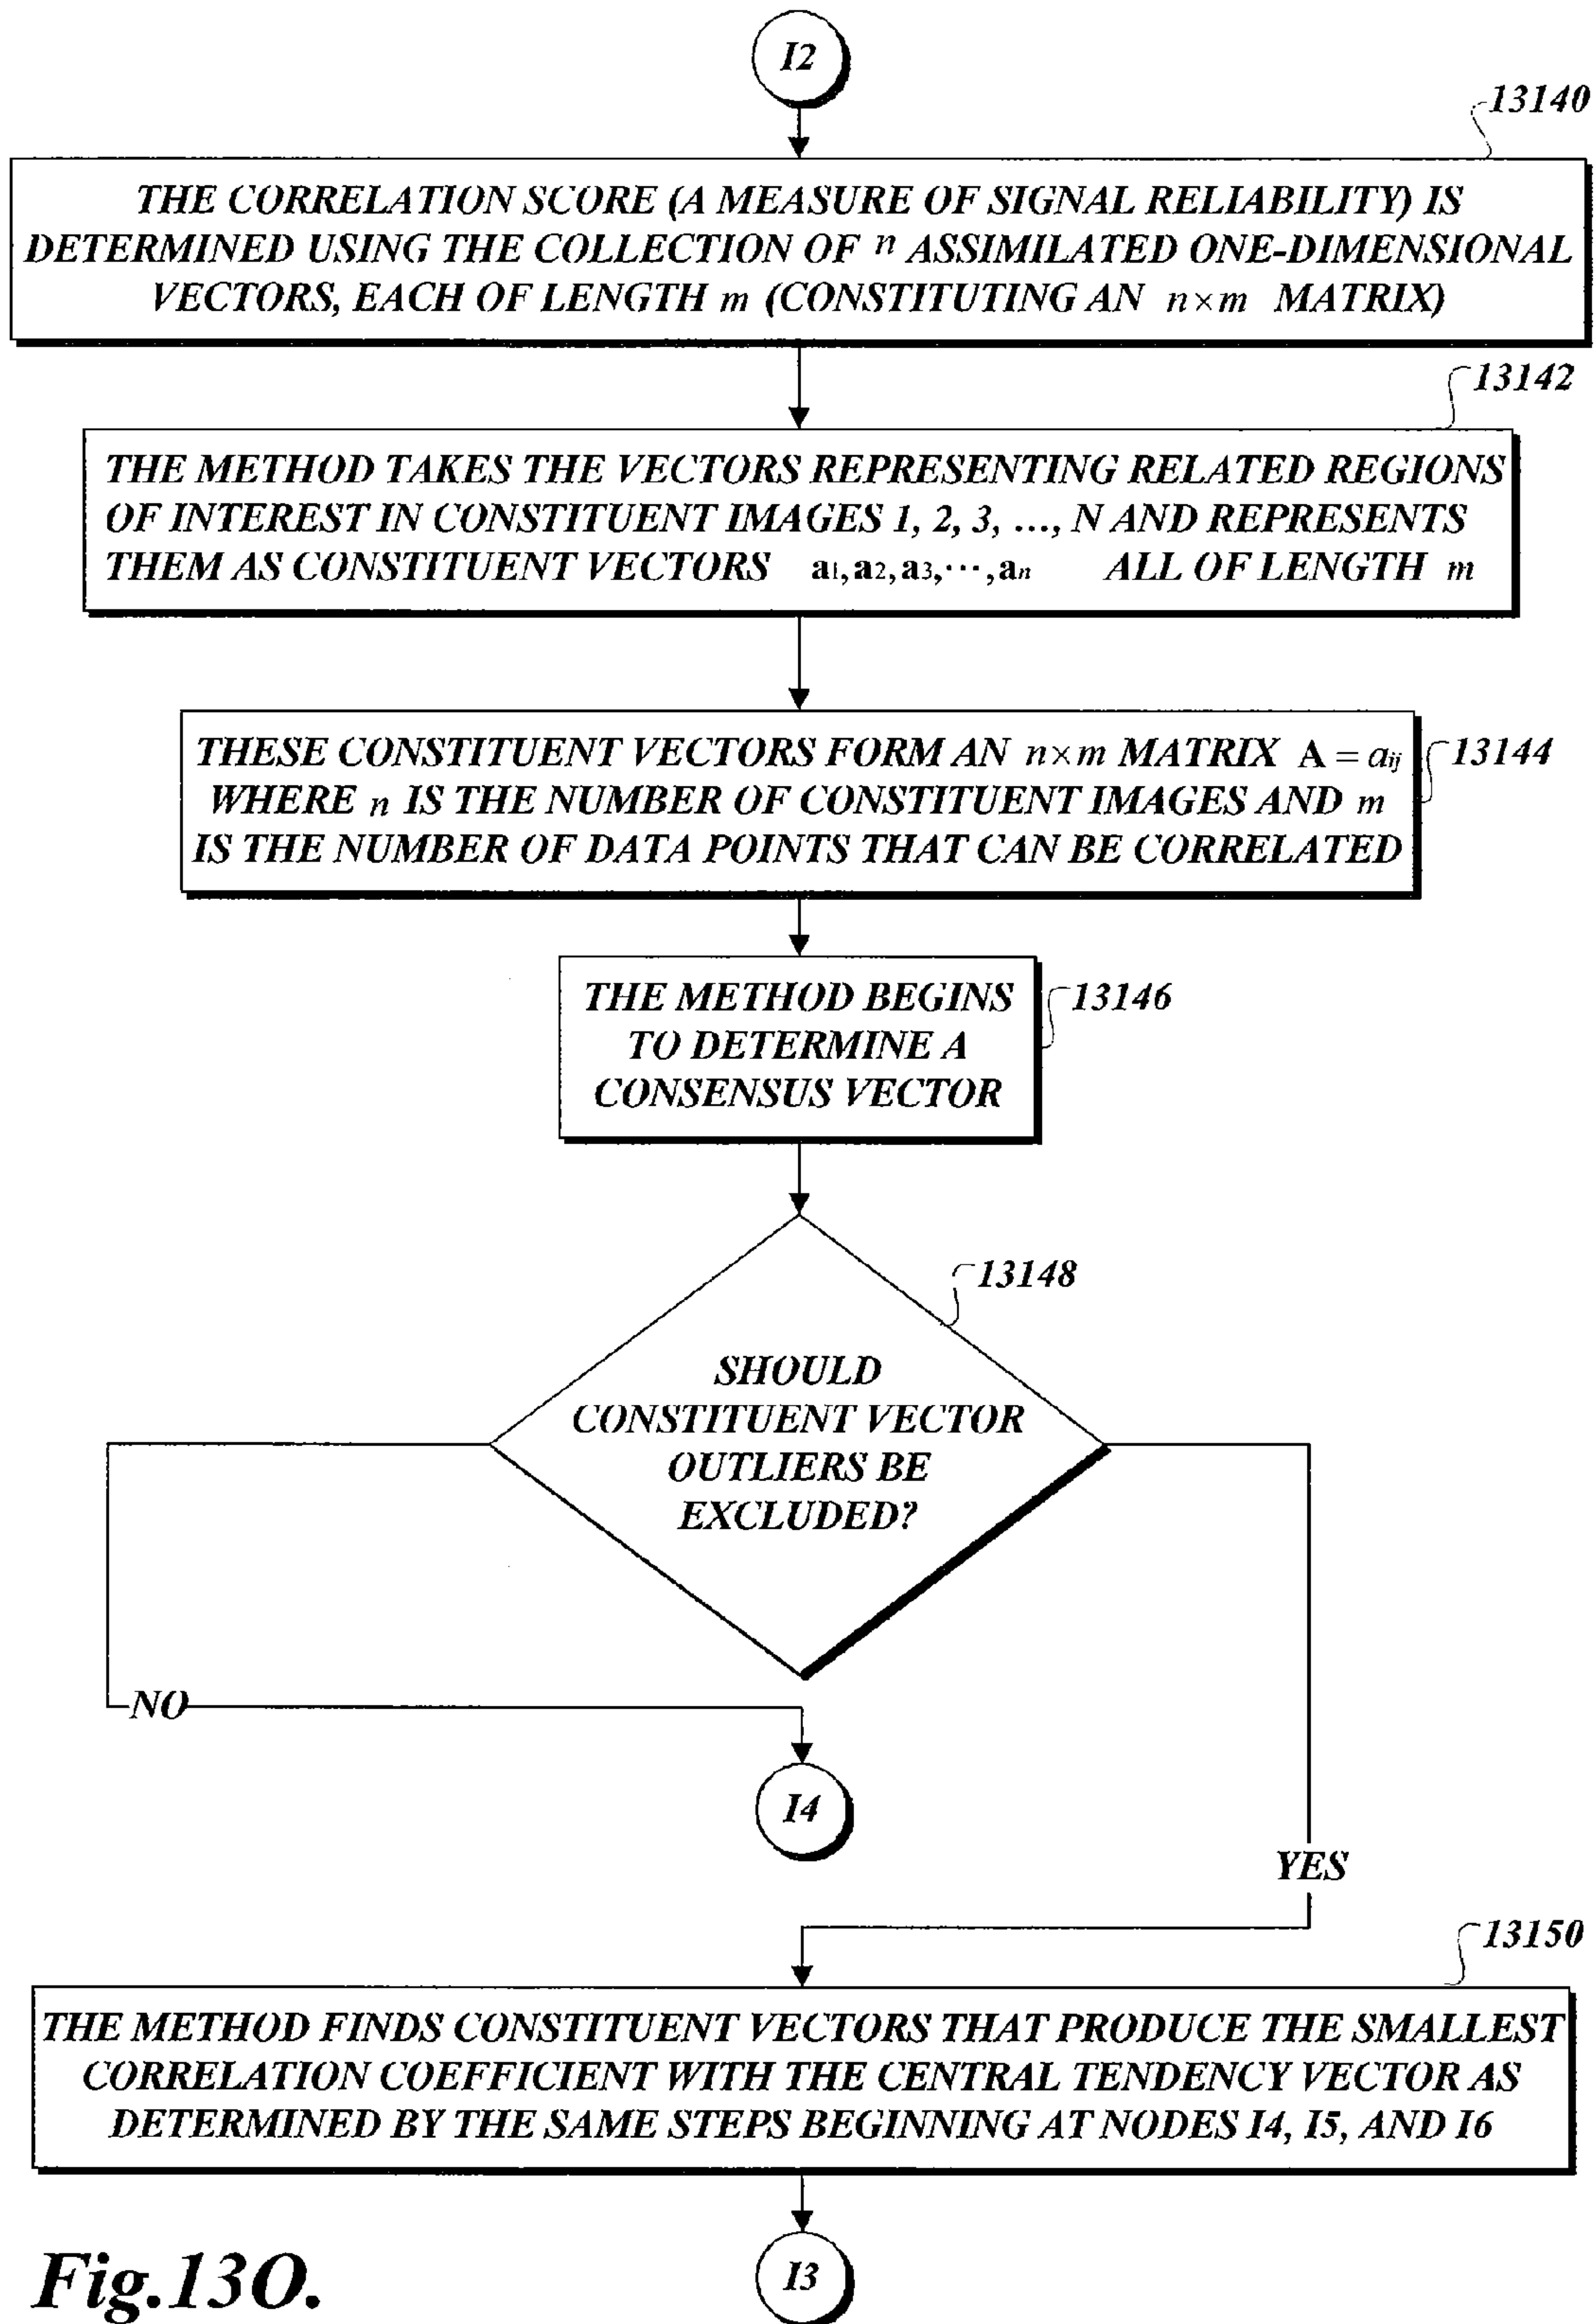 I2
13140
THE CORRELATION SCORE (A MEASURE OF SIGNAL RELIABILITY) IS
DETERMINED USING THE COLLECTION OF n ASSIMILATED ONE-DIMENSIONAL
VECTORS, EACH OF LENGTH m (CONSTITUTING AN n×m MATRIX)
13142
THE METHOD TAKES THE VECTORS REPRESENTING RELATED REGIONS
OF INTEREST IN CONSTITUENT IMAGES 1, 2, 3, ..., N AND REPRESENTS
THEM AS CONSTITUENT VECTORS a1,a2,a3,⋯,an ALL OF LENGTH m
THESE CONSTITUENT VECTORS FORM AN n×m MATRIX A = aij
13144
WHERE n IS THE NUMBER OF CONSTITUENT IMAGES AND m
IS THE NUMBER OF DATA POINTS THAT CAN BE CORRELATED
THE METHOD BEGINS
13146
TO DETERMINE A
CONSENSUS VECTOR
13148
SHOULD
CONSTITUENT VECTOR
OUTLIERS BE
EXCLUDED?
NO
I4
YES
13150
THE METHOD FINDS CONSTITUENT VECTORS THAT PRODUCE THE SMALLEST
CORRELATION COEFFICIENT WITH THE CENTRAL TENDENCY VECTOR AS
DETERMINED BY THE SAME STEPS BEGINNING AT NODES I4, I5, AND I6
I3
Fig.13O.